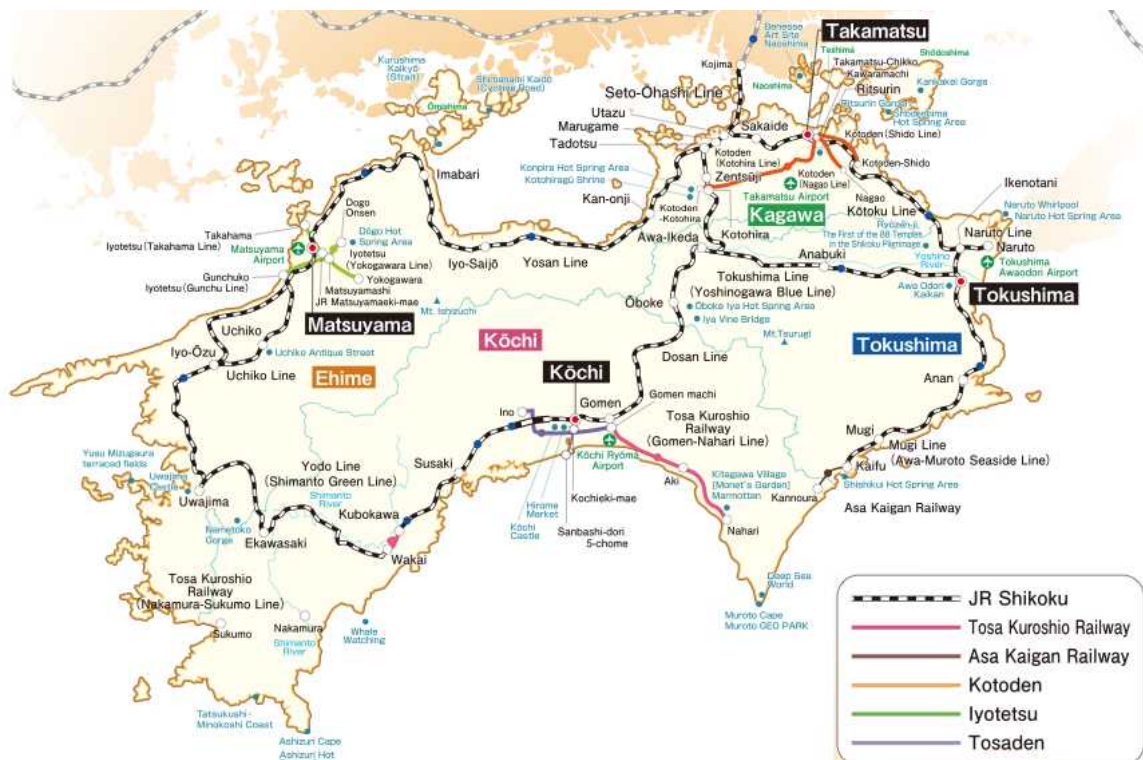 Benesse
Art Site
Naoshima
Takamatsu
Teshima
Shōdoshima
Takamatsu-Chikko
Kawaramachi
Ritsurin
Kojima
Naoshima
Kankakei Gorge
Kurushima
Kaikyō
(Strait)
Shimanami Kaidō
Ōmishima
Seto-Ōhashi Line
Utazu
Marugame
Tadotsu
Sakaide
Ritsurin Garden
Shōdoshima
Hot Spring Area
Kotoden (Shido Line)
Kotoden-Shido
Imabari
Konpira Hot Spring Area
Kotohiragū Shrine
Kotoden
(Kotohira Line)
Zentsūji
Kotoden
(Nagao Line)
Takamatsu Airport
Nagao
Ikenotani
Kan-onji
Kotoden
-Kotohira
Kagawa
Kōtoku Line
Naruto Whirlpool
Naruto Hot Spring Area
Dogo
Onsen
Takahama
Iyotetsu (Takahama Line)
Dōgo Hot
Spring Area
Iyotetsu
(Yokogawara Line)
Matsuyama
Airport
Gunchuko
Iyotetsu (Gunchu Line)
Yokogawara
Matsuyamashi
JR Matsuyamaeki-mae
Matsuyama
Iyo-Saijō
Yosan Line
Awa-Ikeda
Kotohira
Ryōzen-ji,
The First of the 88 Temples
in the Shikoku Pilgrimage
Naruto Line
Naruto
Anabuki
Yoshino
River
Tokushima
Awaodori Airport
Tokushima Line
(Yoshinogawa Blue Line)
Awa Odori
Kaikan
Tokushima
Mt. Ishizuchi
Ōboke
Ōboke Iya Hot Spring Area
Iya Vine Bridge
Mt.Tsurugi
Uchiko
Iyo-Ōzu
Uchiko Antique Street
Uchiko Line
Ehime
Kōchi
Tokushima
Dosan Line
Kōchi
Anan
Ino
Gomen
Gomen machi
Tosa Kuroshio
Railway
(Gomen-Nahari Line)
Mugi
Mugi Line
(Awa-Muroto Seaside Line)
Kaifu
Shishikui Hot Spring Area
Kannoura
Asa Kaigan Railway
Kōchi Ryōma
Airport
Aki
Kitagawa Village
[Monet's Garden]
Marmottan
Nahari
Yusu Mizugaura
terraced fields
Uwajima
Castle
Uwajima
Yodo Line
(Shimanto Green Line)
Shimanto
River
Susaki
Kubokawa
Wakai
Hirome
Market
Kōchi
Castle
Kochieki-mae
Sanbashi-dori
5-chome
Nametoko
Gorge
Ekawasaki
Tosa Kuroshio
Railway
(Nakamura-Sukumo Line)
Sukumo
Nakamura
Shimanto
River
Whale
Watching
Deep Sea
World
Muroto Cape
Muroto GEO PARK
Tatsukushi-
Minokoshi Coast
Ashizuri Cape
Ashizuri Hot
JR Shikoku
Tosa Kuroshio Railway
Asa Kaigan Railway
Kotoden
Iyotetsu
Tosaden